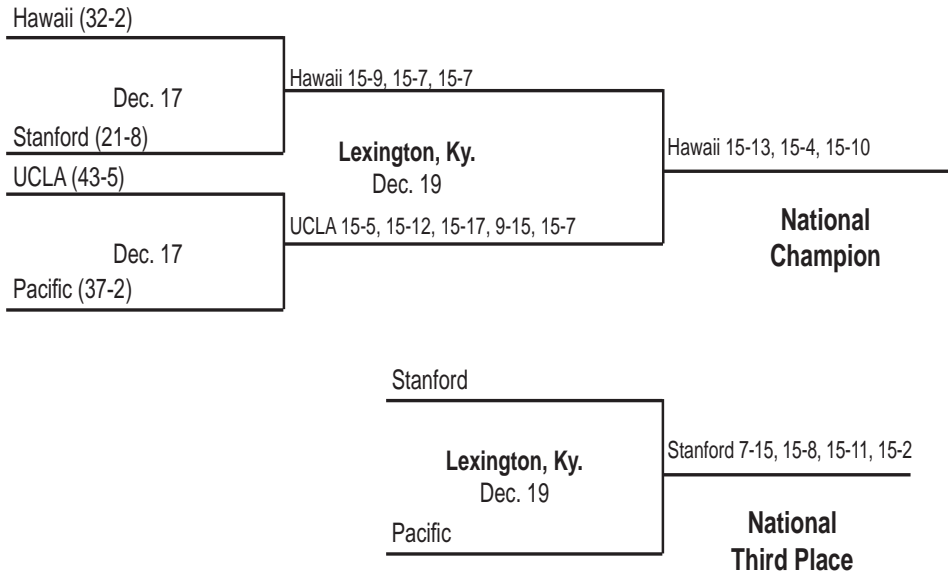 Hawaii (32-2)
Dec. 17
Stanford (21-8)
Hawaii 15-9, 15-7, 15-7
UCLA (43-5)
Dec. 17
Pacific (37-2)
UCLA 15-5, 15-12, 15-17, 9-15, 15-7
Lexington, Ky.
Dec. 19
Hawaii 15-13, 15-4, 15-10
National
Champion
Stanford
Lexington, Ky.
Dec. 19
Pacific
Stanford 7-15, 15-8, 15-11, 15-2
National
Third Place